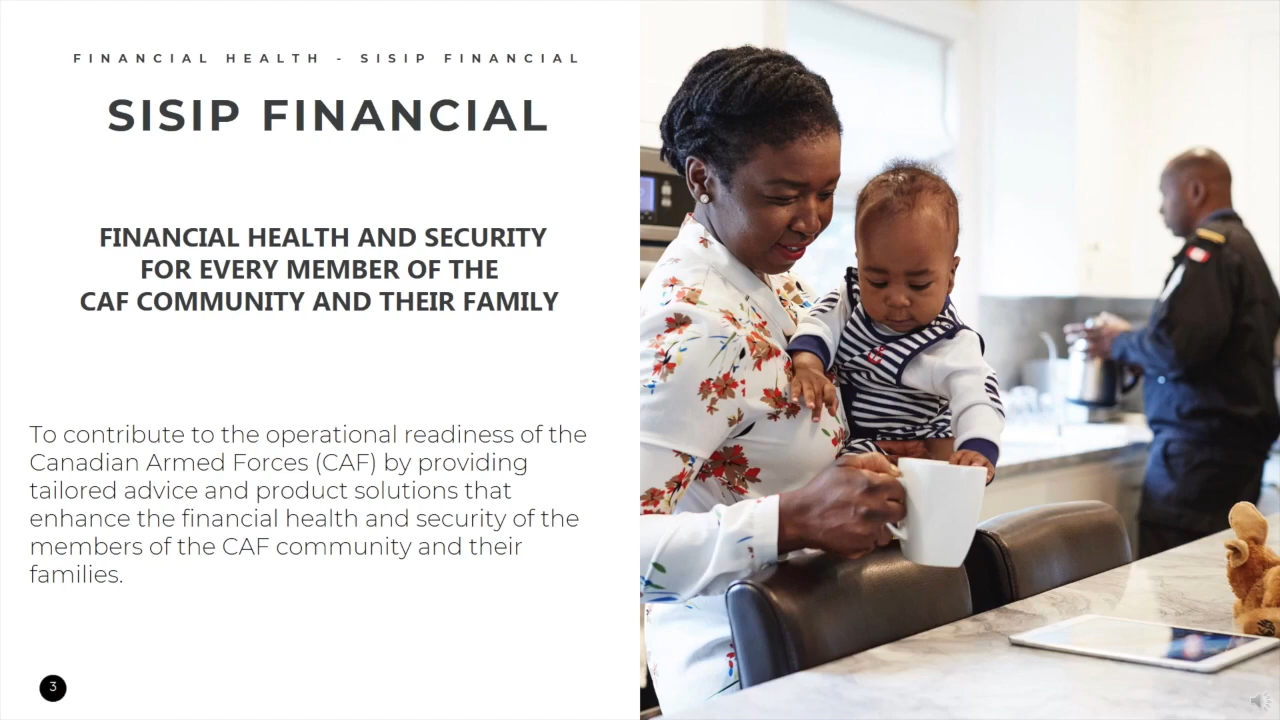 FINANCIAL HEALTH - SISIP FINANCIAL
SISIP FINANCIAL
FINANCIAL HEALTH AND SECURITY
FOR EVERY MEMBER OF THE
CAF COMMUNITY AND THEIR FAMILY
To contribute to the operational readiness of the
Canadian Armed Forces (CAF) by providing
tailored advice and product solutions that
enhance the financial health and security of the
members of the CAF community and their
families.
3